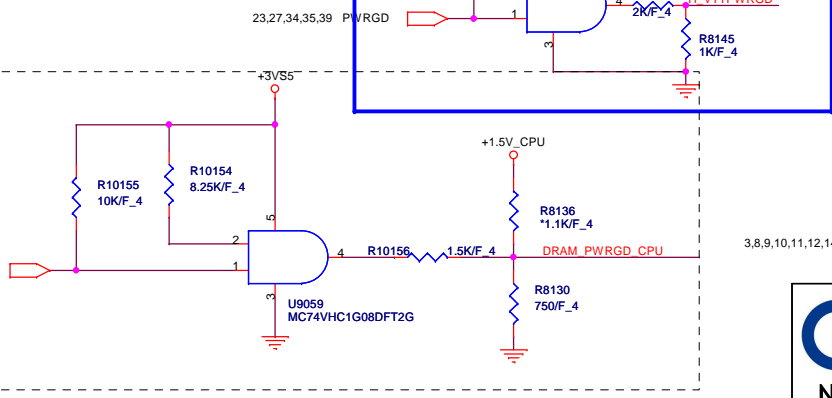 4
H_VTTPWRGD
23,27,34,35,39 PWRGD
1
2K/F_4
3
R8145
1K/F_4
+3VS5
+1.5V_CPU
R10155
10K/F_4
R10154
8.25K/F_4
5
R8136
*1.1K/F_4
2
1
4
R10156
1.5K/F_4
DRAM_PWRGD_CPU
3,8,9,10,11,12,14
3
U9059
MC74VHC1G08DFT2G
R8130
750/F_4